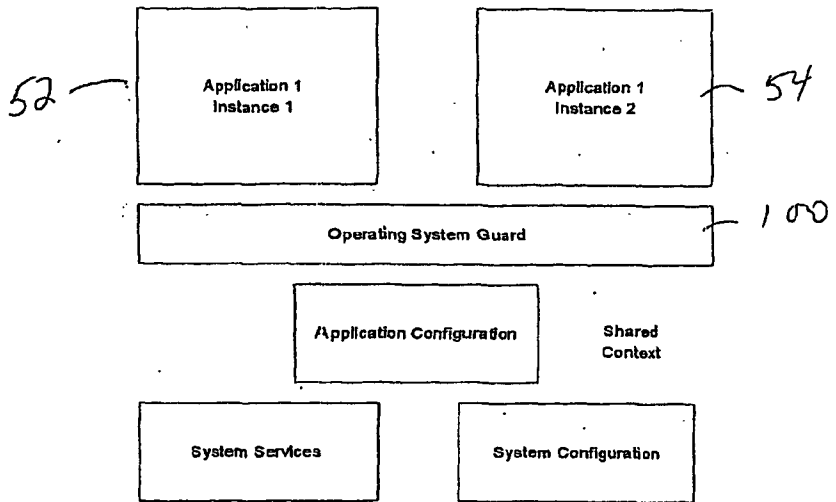 Application 1
Instance 1
Application 1
Instance 2
52
54
Operating System Guard
100
Application Configuration
Shared
Context
System Services
System Configuration